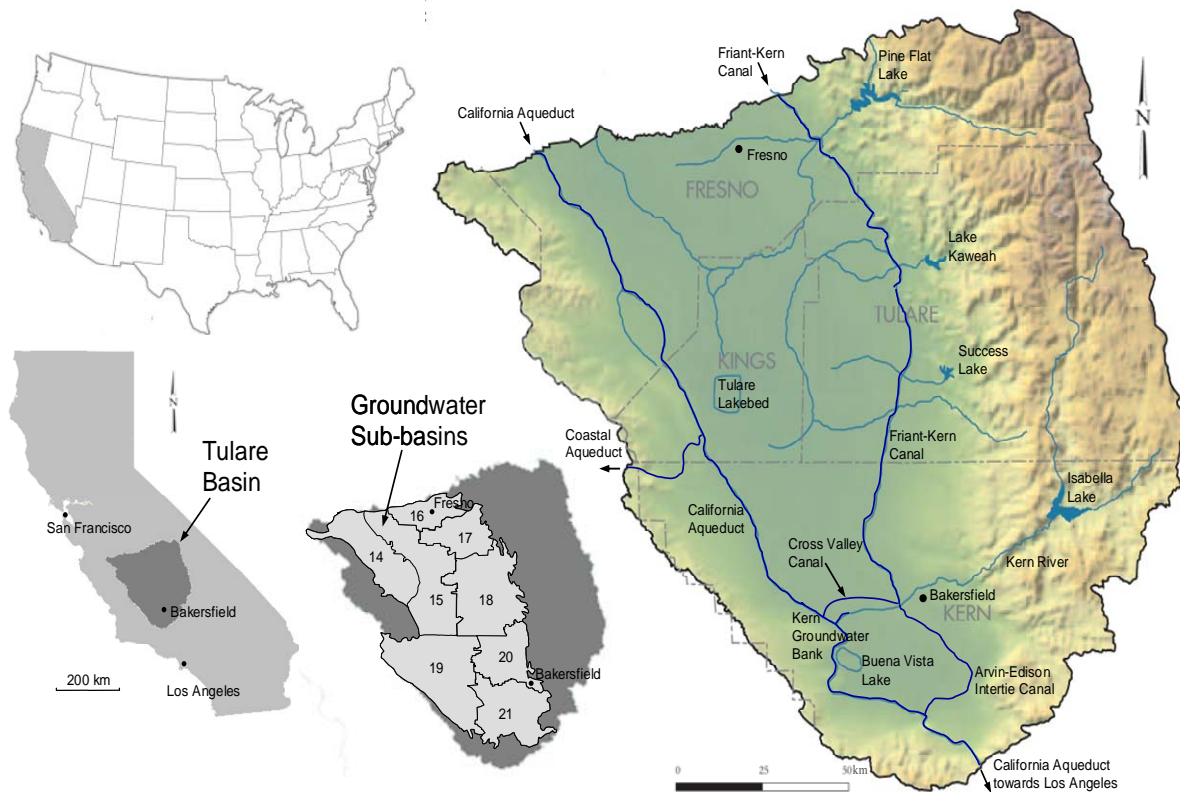 Friant-Kern
Canal
Pine Flat
Lake
N
California Aqueduct
Fresno
FRESNO
Lake
Kaweah
TULARE
Success
Lake
KINGS
Tulare
Lakebed
Coastal
Aqueduct
Friant-Kern
Canal
Isabella
Lake
California
Aqueduct
Cross Valley
Canal
Kern River
Bakersfield
KERN
Kern
Groundwater
Bank
Buena Vista
Lake
Arvin-Edison
Intertie Canal
California Aqueduct
towards Los Angeles
0 25 50km
N
Tulare
Basin
San Francisco
Bakersfield
200 km
Los Angeles
Groundwater
Sub-basins
Fresno
16
17
14
15
18
19
20
Bakersfield
21